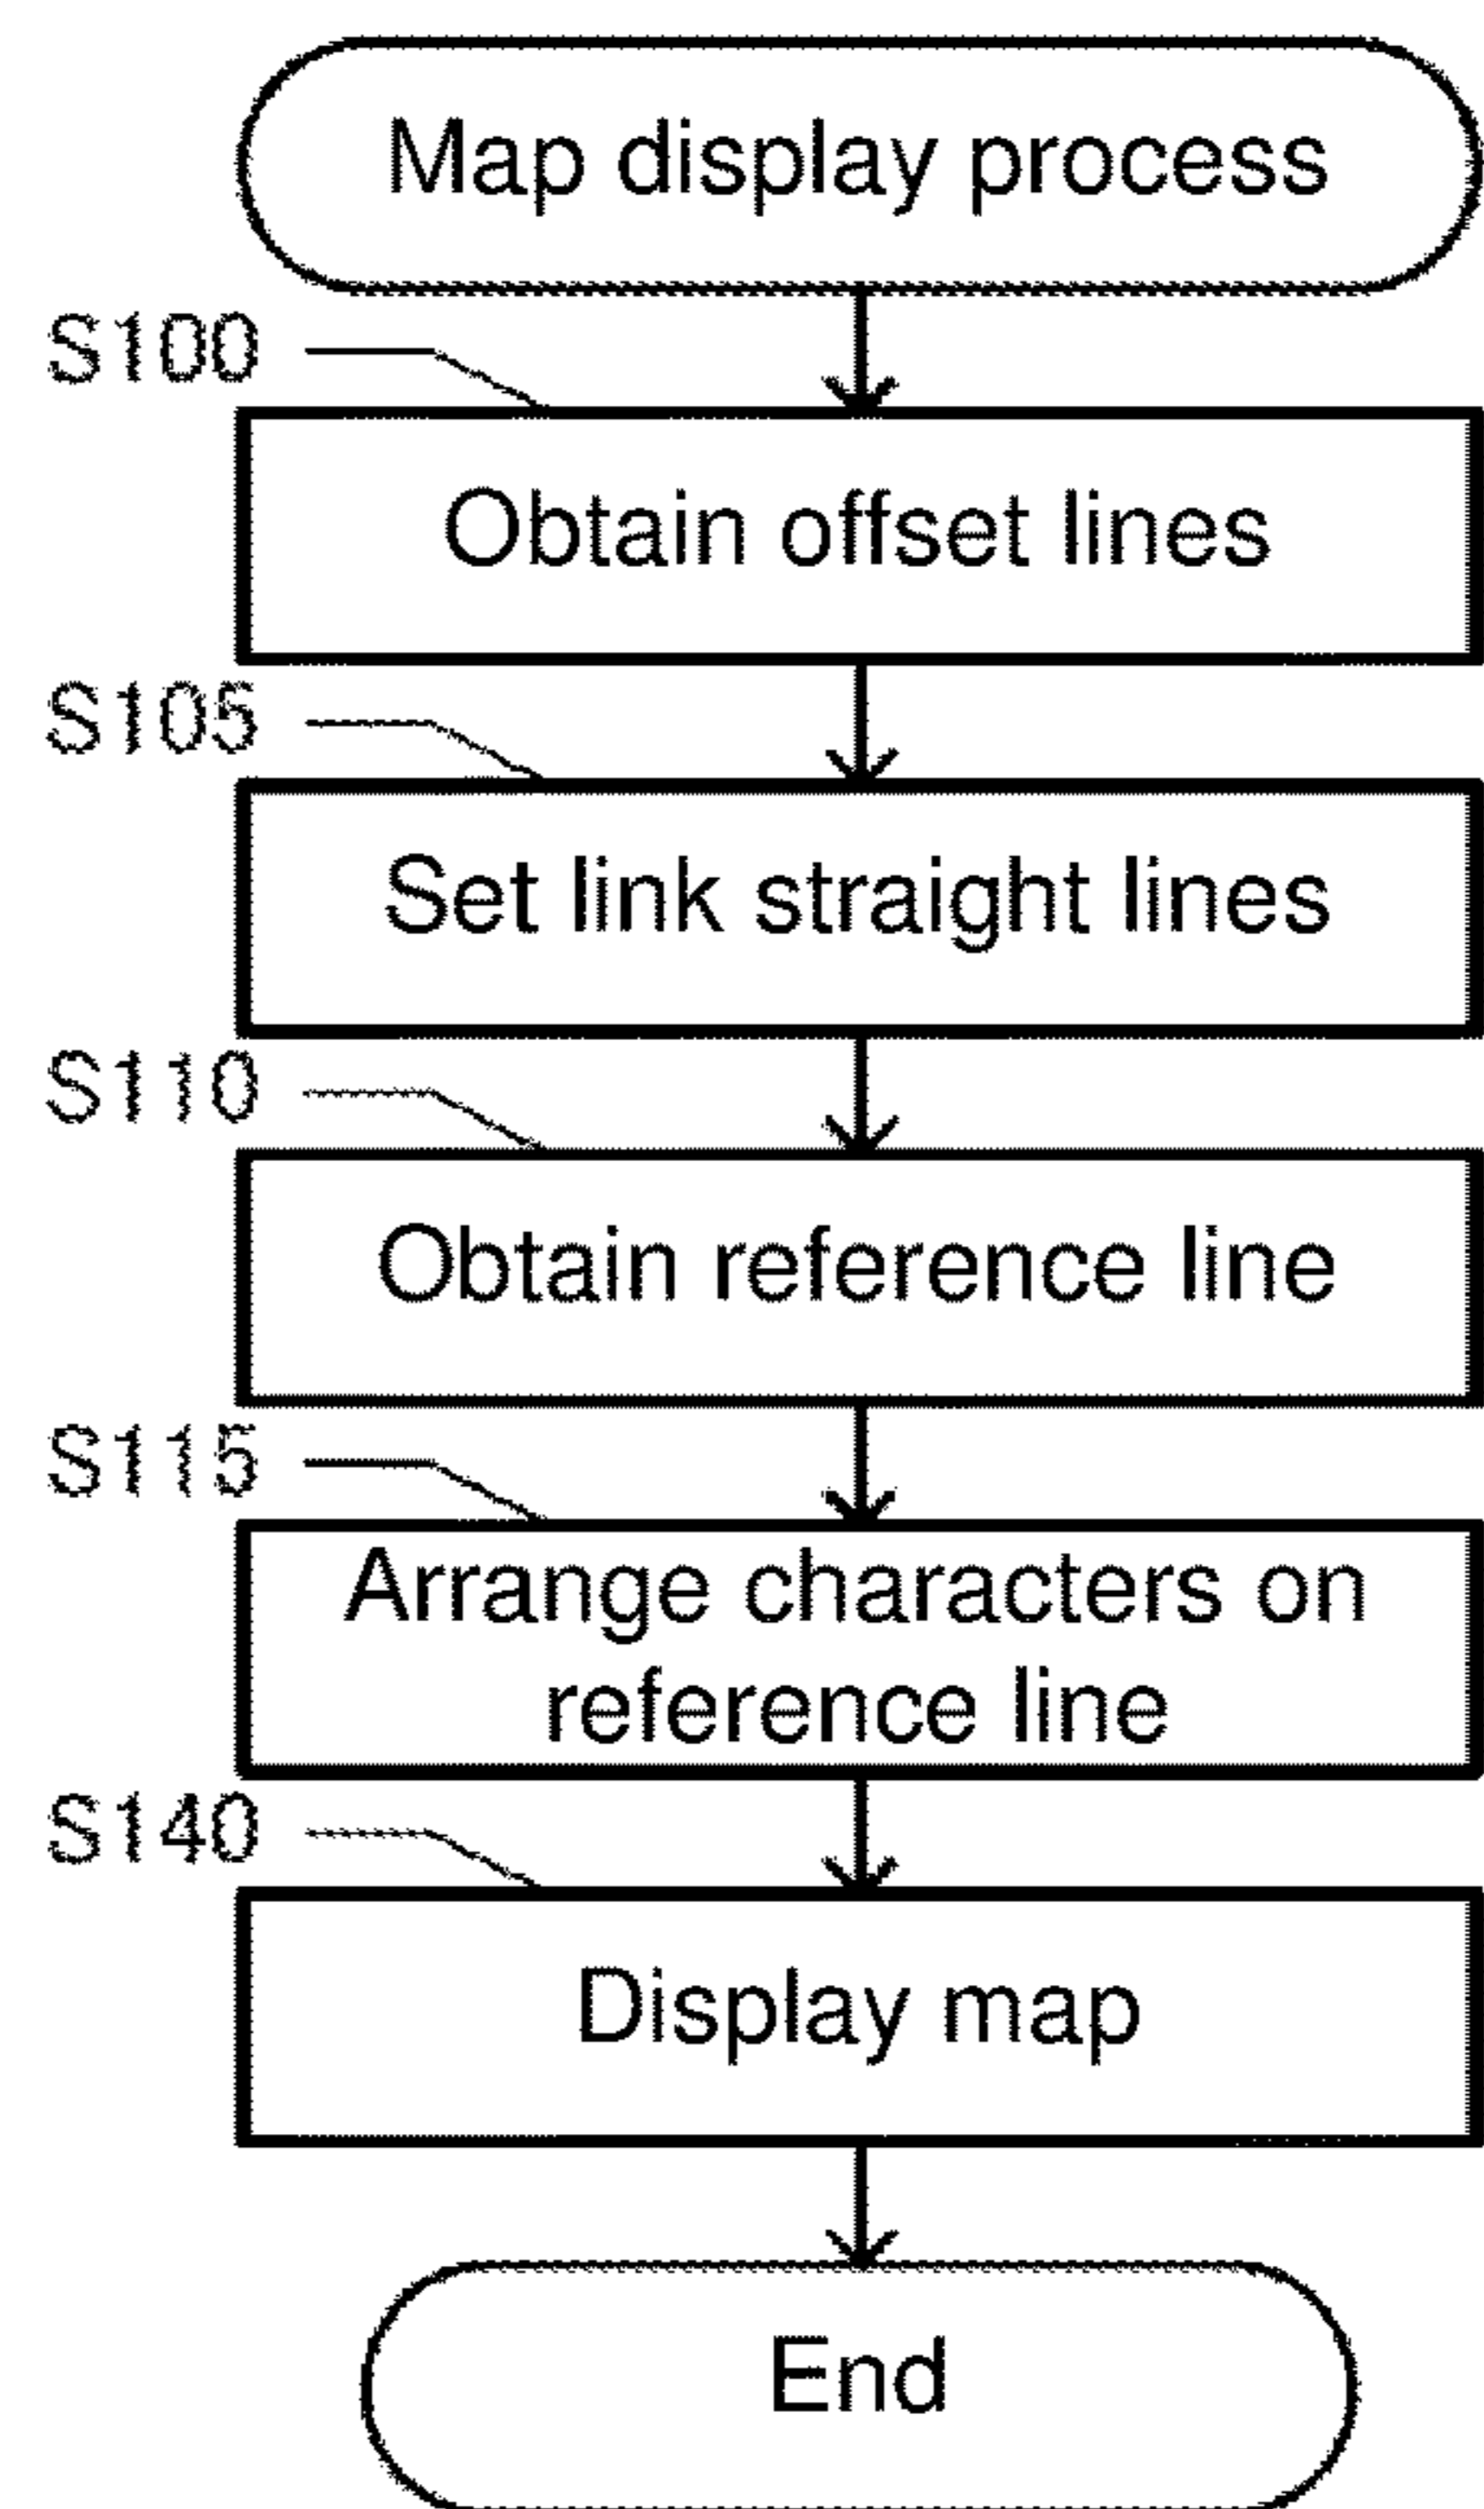 Map display process
S100
Obtain offset lines
S105
Set link straight lines
S110
Obtain reference line
S115
Arrange characters on
reference line
S140
Display map
End